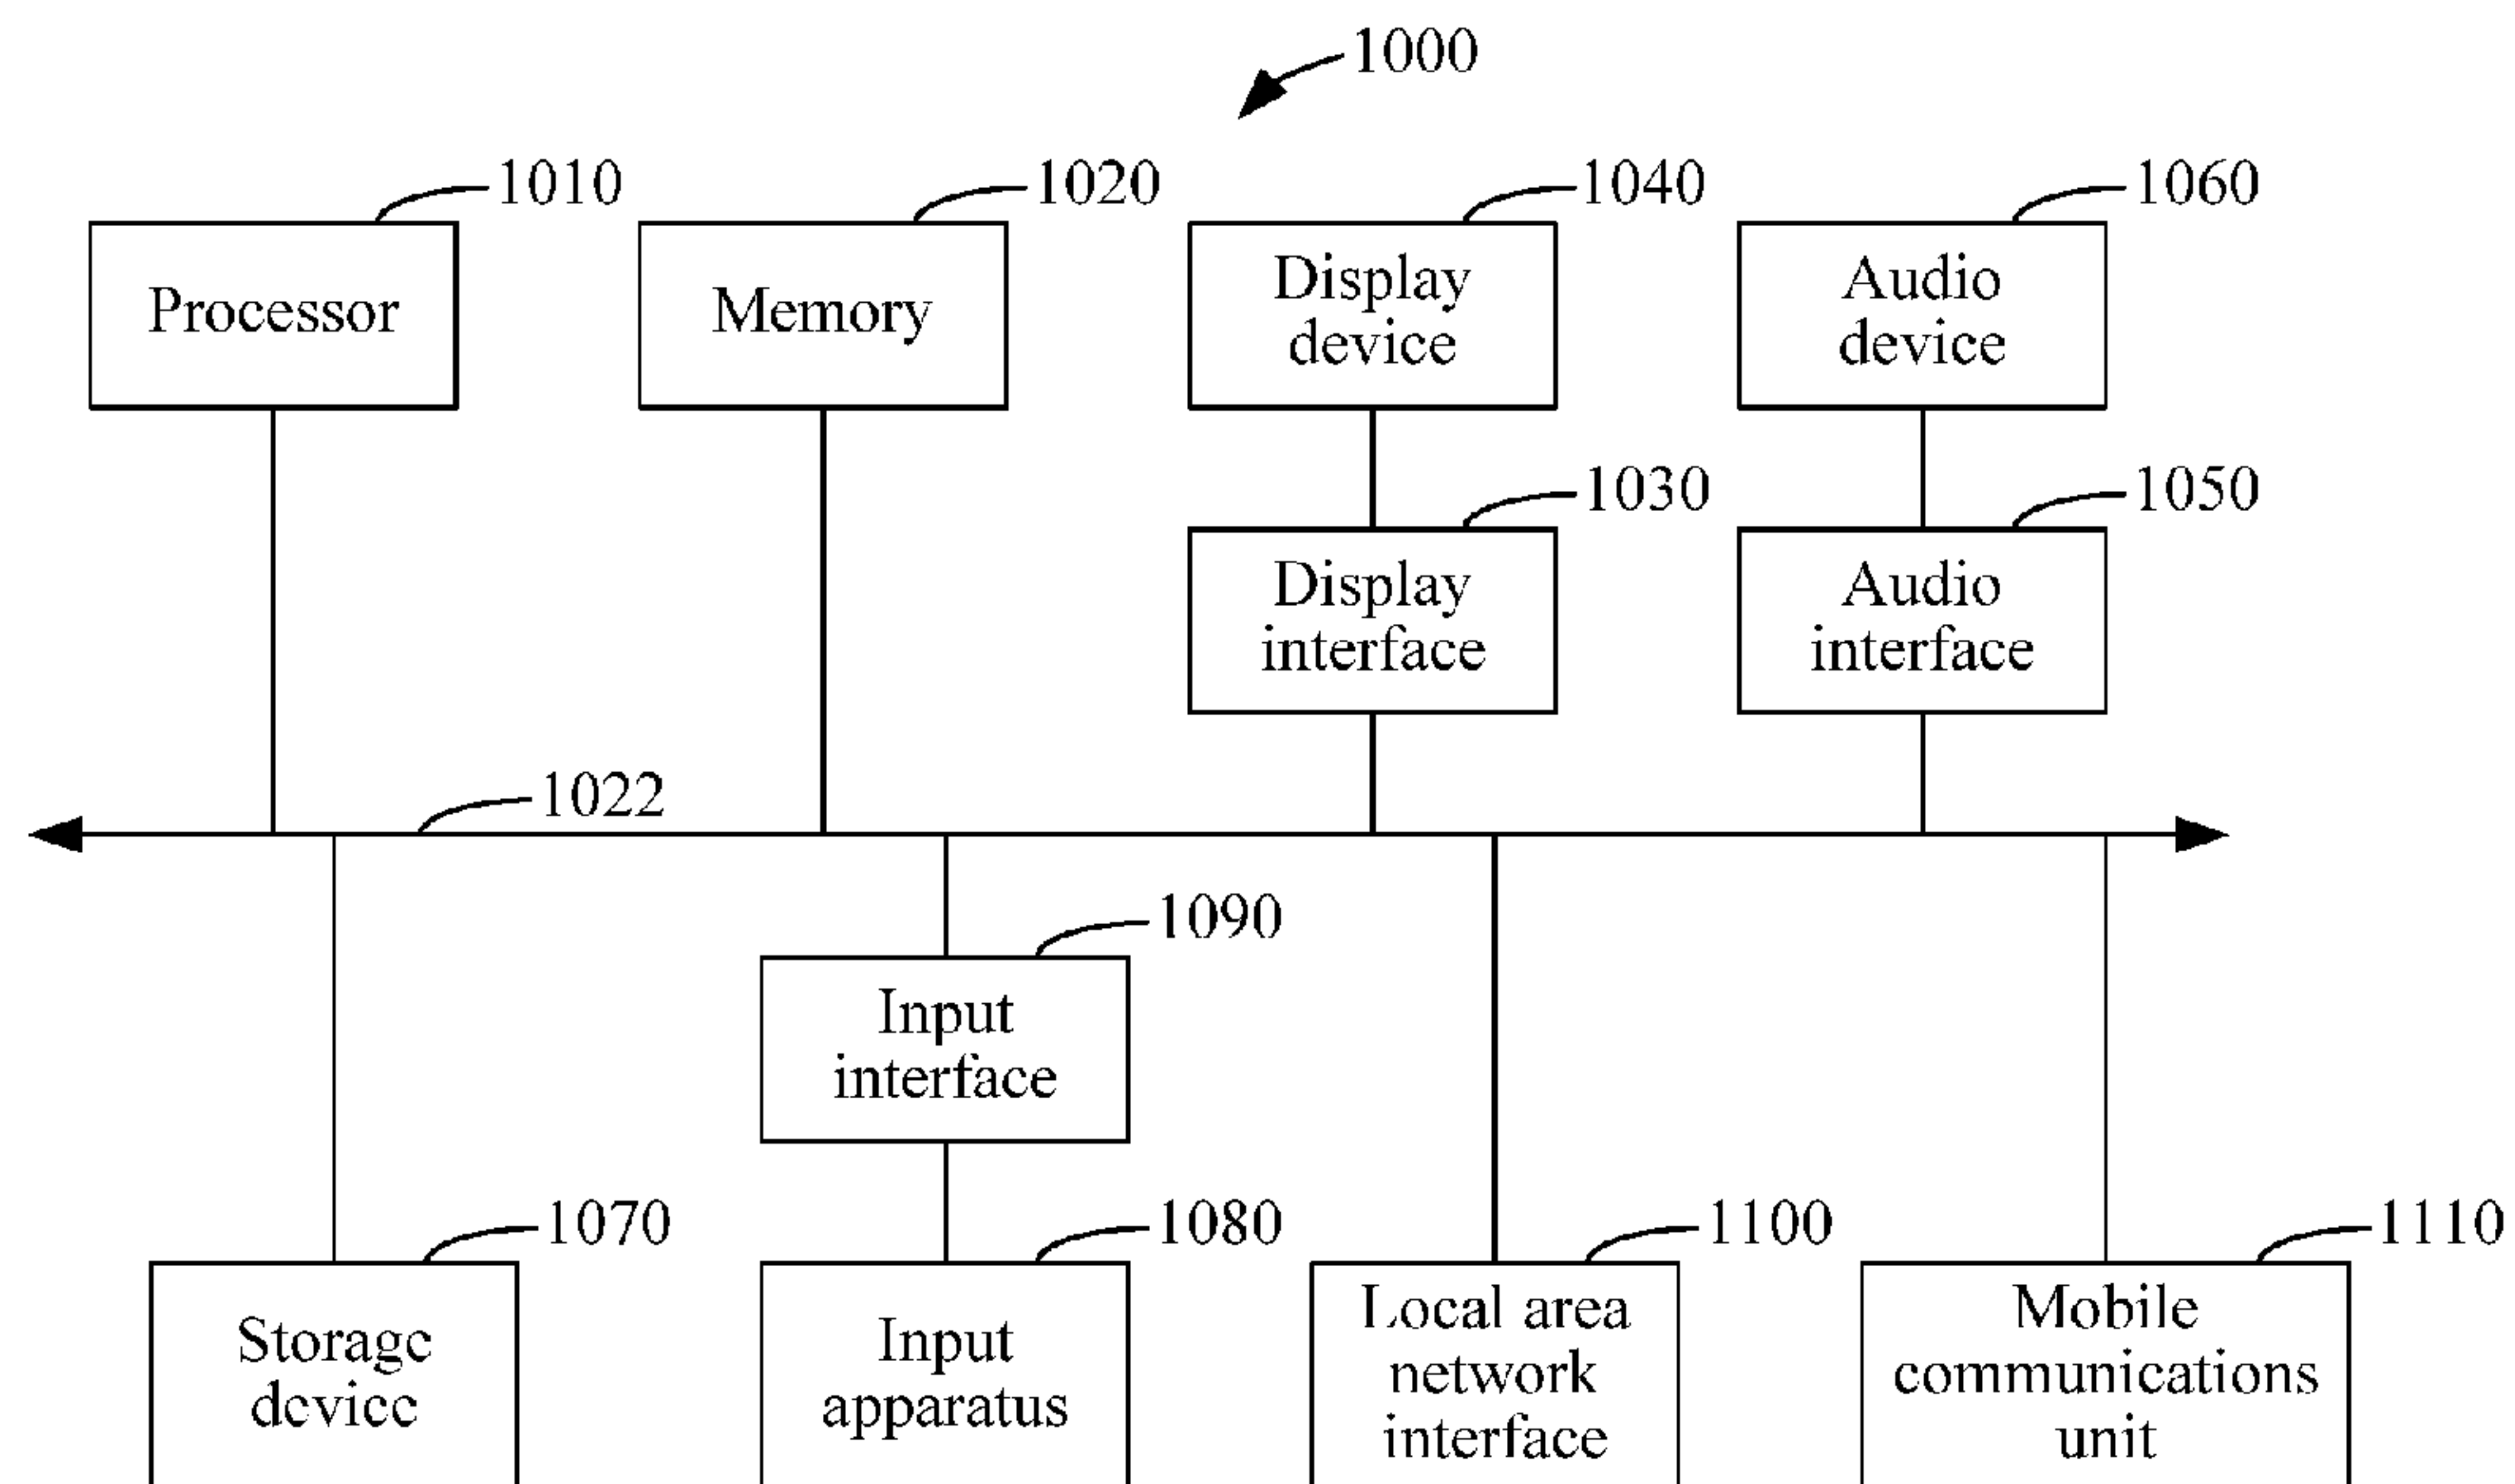 1000
1010
1020
1040
1060
Processor
Memory
Display
device
Audio
device
1030
1050
Display
interface
Audio
interface
1022
1090
Input
interface
1070
1080
1100
1110
Storage
device
Input
apparatus
Local area
network
interface
Mobile
communications
unit